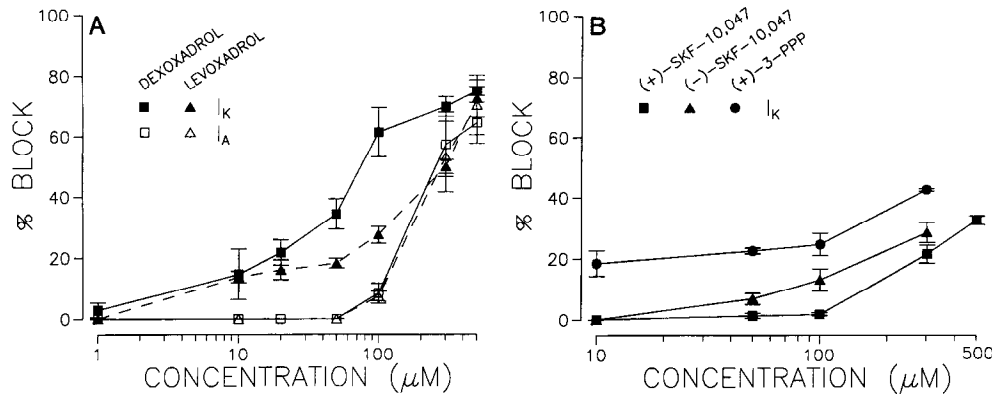 A
DEXOXADROL
LEVOXADROL
I_K
I_A
% BLOCK
100
80
60
40
20
0
1
10
100
CONCENTRATION (μM)
B
(+)-SKF-10,047
(-)-SKF-10,047
(+)-3-PPP
I_K
% BLOCK
100
80
60
40
20
0
10
100
500
CONCENTRATION (μM)